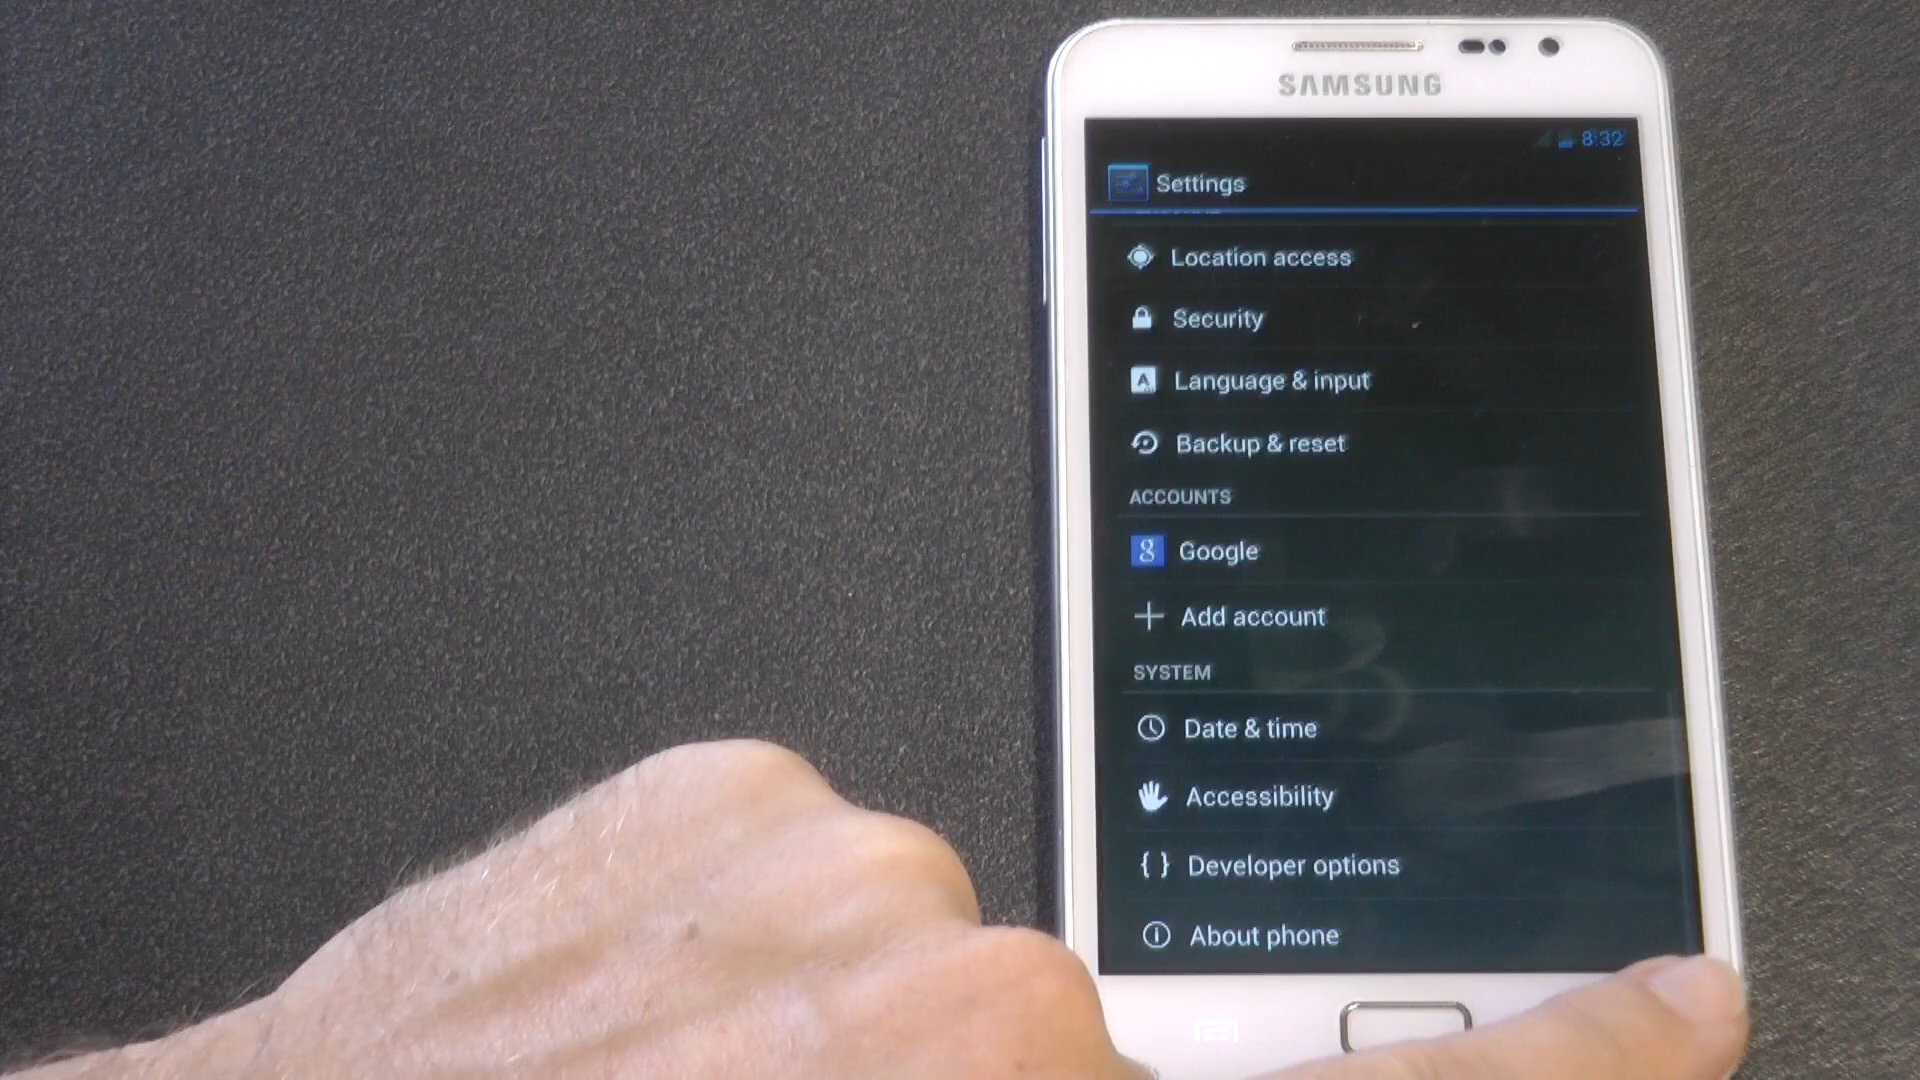 SAMSUNG
8:32
Settings
Location access
Security
A Language & input
Backup & reset
ACCOUNTS
g Google
Add account
SYSTEM
Date & time
Accessibility
{ } Developer options
About phone